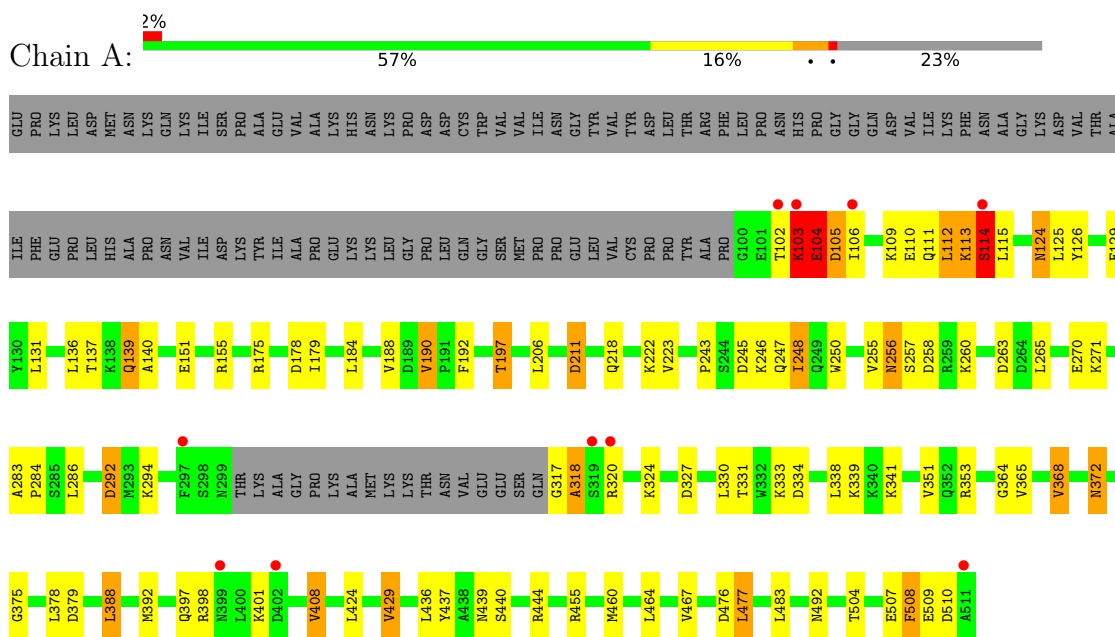 2%
Chain A:
57% 16% • • 23%
GLU PRO LYS LEU ASP MET ASN LYS GLN LYS ILE SER PRO ALA GLU VAL ALA LYS HIS ASN LYS PRO ASP ASP CYS TRP VAL VAL ILE ASN GLY TYR VAL TYR ASP LEU THR ARG PHE LEU PRO ASN HIS PRO GLY GLY GLN ASP VAL ILE LYS PHE ASN ALA GLY LYS ASP VAL THR ALA
ILE PHE GLU PRO LEU HIS ALA PRO ASN VAL ILE ASP LYS TYR ILE ALA PRO GLU LYS LYS LEU GLY PRO LEU GLN GLY SER MET PRO PRO GLU LEU VAL CYS PRO PRO TYR ALA PRO G100 E101 T102 K103 E104 D105 I106 K109 E110 Q111 L112 K113 S114 L115 N124 L125 Y126 E129
Y130 L131 L136 T137 K138 Q139 A140 E151 R155 R175 D178 I179 L184 V188 D189 V190 P191 F192 T197 L206 D211 Q218 K222 V223 P243 S244 D245 K246 Q247 I248 Q249 W250 V255 N256 S257 D258 R259 K260 D263 D264 L265 E270 K271
A283 P284 S285 L286 D292 M293 K294 F297 S298 N299 THR LYS ALA GLY PRO LYS ALA MET LYS LYS THR ASN VAL GLU GLU SER GLN G317 A318 S319 R320 K324 D327 L330 T331 W332 K333 D334 L338 K339 K340 K341 V351 Q352 R353 G364 V365 V368 N372
G375 L378 D379 L388 M392 Q397 R398 N399 L400 K401 D402 V408 L424 V429 L436 Y437 A438 N439 S440 R444 R455 M460 L464 V467 D476 L477 L483 N492 T504 E507 F508 E509 D510 A511